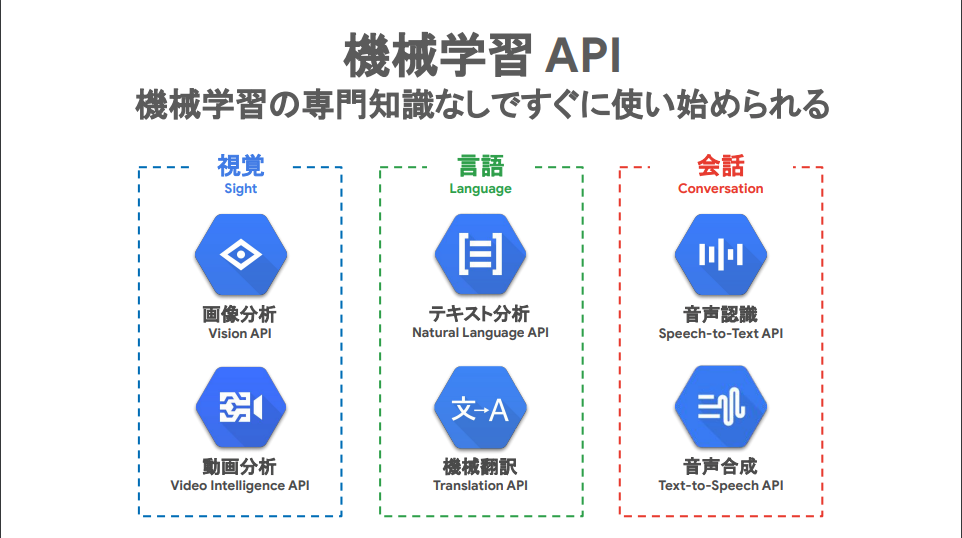 機械学習 API
機械学習の専門知識なしですぐに使い始められる
視覚
Sight
画像分析
Vision API
動画分析
Video Intelligence API
言語
Language
テキスト分析
Natural Language API
文→A
機械翻訳
Translation API
会話
Conversation
音声認識
Speech-to-Text API
音声合成
Text-to-Speech API